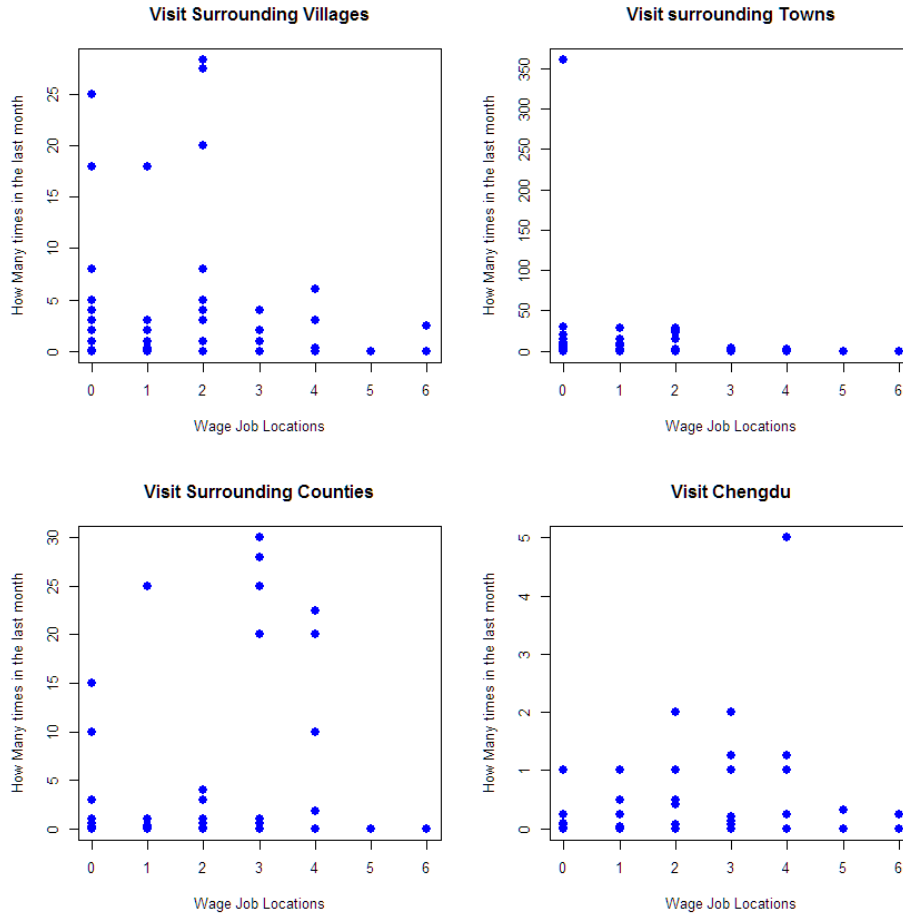 Visit Surrounding Villages
How Many times in the last month
25
20
15
10
5
0
0 1 2 3 4 5 6
Wage Job Locations
Visit surrounding Towns
How Many times in the last month
350
300
250
200
150
100
50
0
0 1 2 3 4 5 6
Wage Job Locations
Visit Surrounding Counties
How Many times in the last month
30
25
20
15
10
5
0
0 1 2 3 4 5 6
Wage Job Locations
Visit Chengdu
How Many times in the last month
5
4
3
2
1
0
0 1 2 3 4 5 6
Wage Job Locations